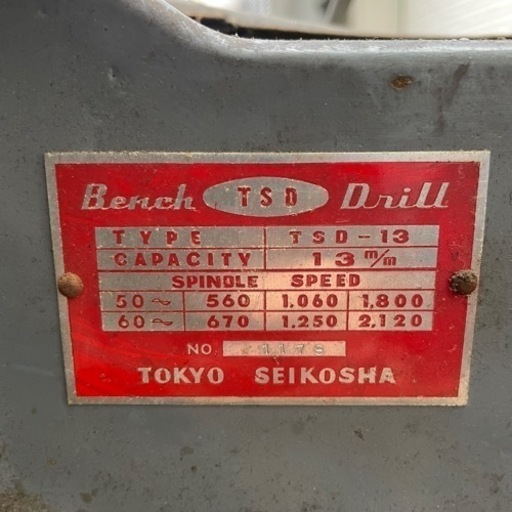 Bench TSD Drill
TYPE TSD-13
CAPACITY 13 m/m
SPINDLE SPEED
50~ 560 1,060 1,800
60~ 670 1,250 2,120
NO.
TOKYO SEIKOSHA